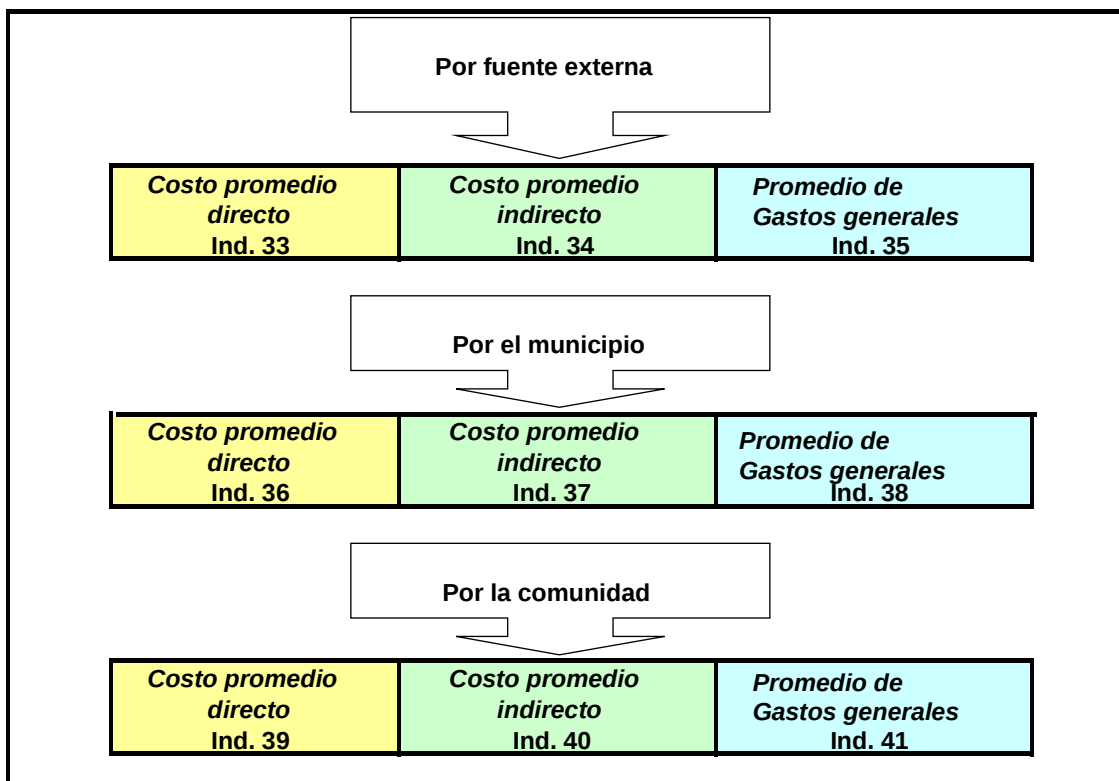 Por fuente externa
Costo promedio
directo
Ind. 33
Costo promedio
indirecto
Ind. 34
Promedio de
Gastos generales
Ind. 35
Por el municipio
Costo promedio
directo
Ind. 36
Costo promedio
indirecto
Ind. 37
Promedio de
Gastos generales
Ind. 38
Por la comunidad
Costo promedio
directo
Ind. 39
Costo promedio
indirecto
Ind. 40
Promedio de
Gastos generales
Ind. 41